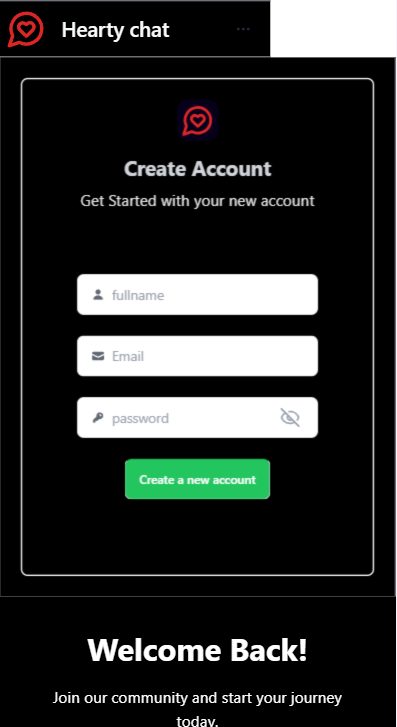 Hearty chat
Create Account
Get Started with your new account
fullname
Email
password
Create a new account
Welcome Back!
Join our community and start your journey
today.